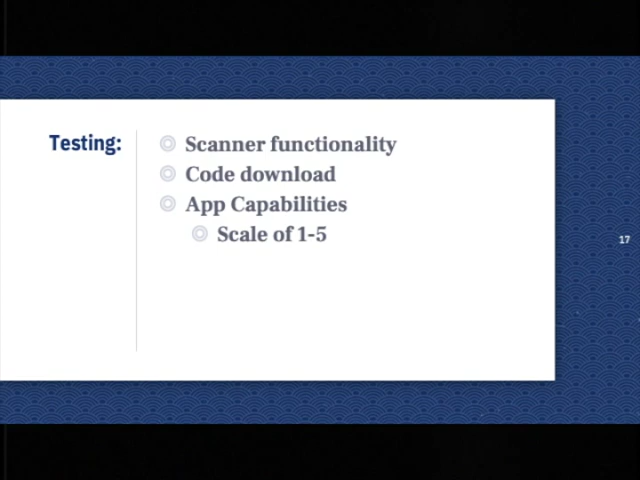 Testing:
Scanner functionality
Code download
App Capabilities
Scale of 1-5
17